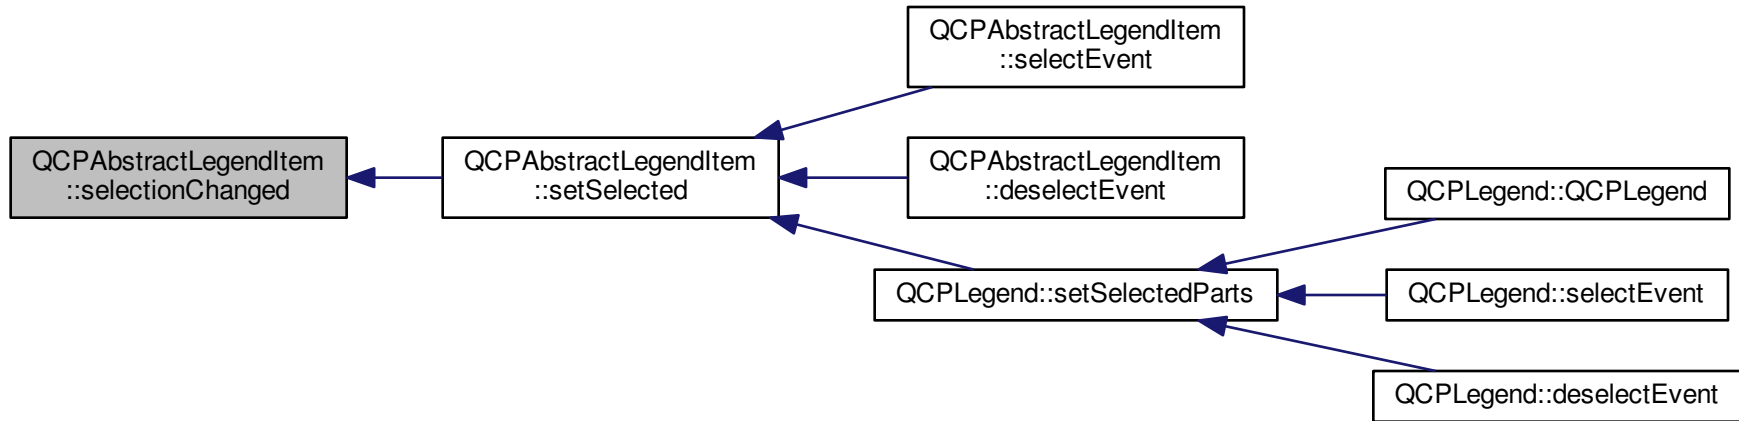 QCPAbstractLegendItem
::selectionChanged
QCPAbstractLegendItem
::setSelected
QCPAbstractLegendItem
::selectEvent
QCPAbstractLegendItem
::deselectEvent
QCPLegend::setSelectedParts
QCPLegend::QCPLegend
QCPLegend::selectEvent
QCPLegend::deselectEvent